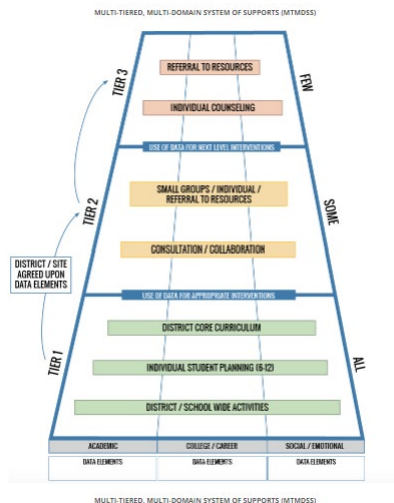 MULTI-TIERED, MULTI-DOMAIN SYSTEM OF SUPPORTS (MTMDSS)
TIER 3
REFERRAL TO RESOURCES
FEW
INDIVIDUAL COUNSELING
USE OF DATA FOR NEXT LEVEL INTERVENTIONS
TIER 2
SMALL GROUPS / INDIVIDUAL /
REFERRAL TO RESOURCES
SOME
CONSULTATION / COLLABORATION
DISTRICT / SITE
AGREED UPON
DATA ELEMENTS
USE OF DATA FOR APPROPRIATE INTERVENTIONS
DISTRICT CORE CURRICULUM
TIER 1
INDIVIDUAL STUDENT PLANNING (6-12)
ALL
DISTRICT / SCHOOL WIDE ACTIVITIES
ACADEMIC
COLLEGE / CAREER
SOCIAL / EMOTIONAL
DATA ELEMENTS
DATA ELEMENTS
DATA ELEMENTS
MULTI-TIERED, MULTI-DOMAIN SYSTEM OF SUPPORTS (MTMDSS)